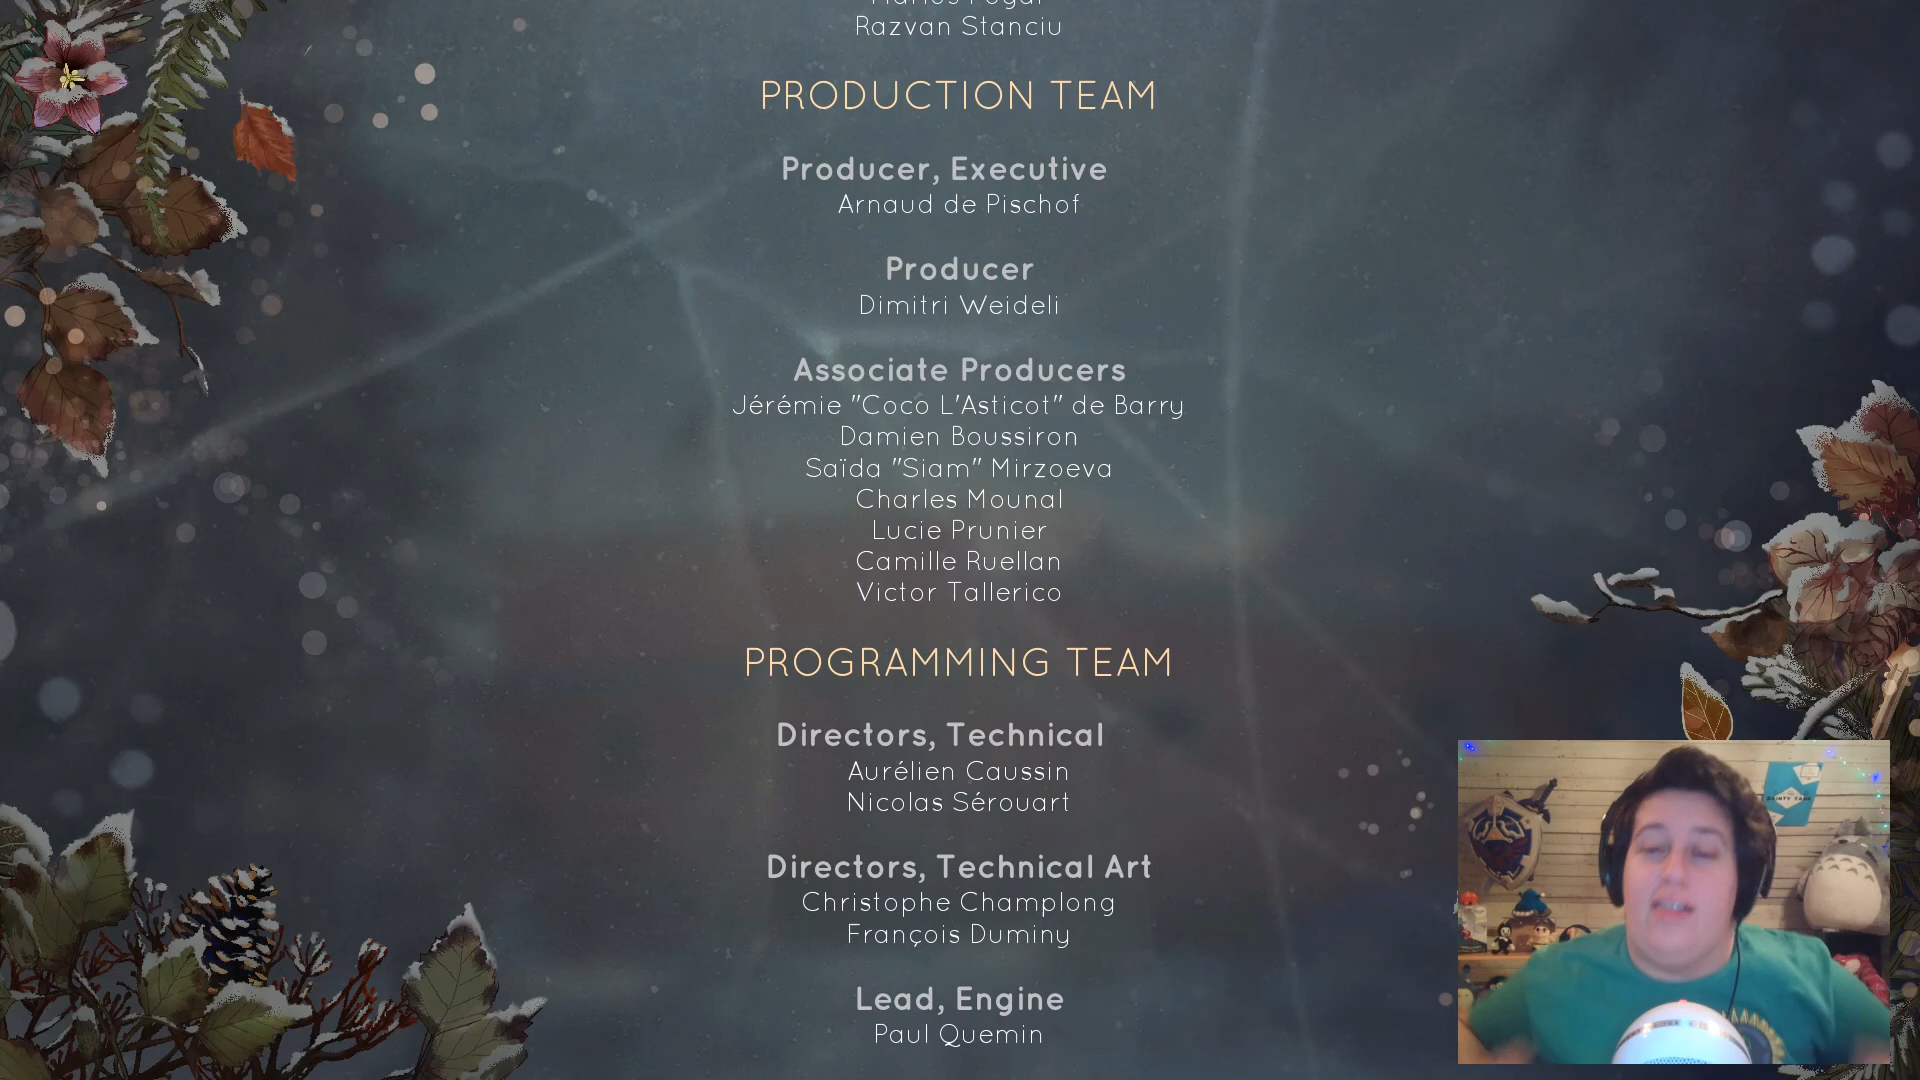 Razvan Stanciu
PRODUCTION TEAM
Producer, Executive
Arnaud de Pischof
Producer
Dimitri Weideli
Associate Producers
Jérémie "Coco L'Asticot" de Barry
Damien Boussiron
Saïda "Siam" Mirzoeva
Charles Mounal
Lucie Prunier
Camille Ruellan
Victor Tallerico
PROGRAMMING TEAM
Directors, Technical
Aurélien Caussin
Nicolas Sérouart
Directors, Technical Art
Christophe Champlong
François Duminy
Lead, Engine
Paul Quemin